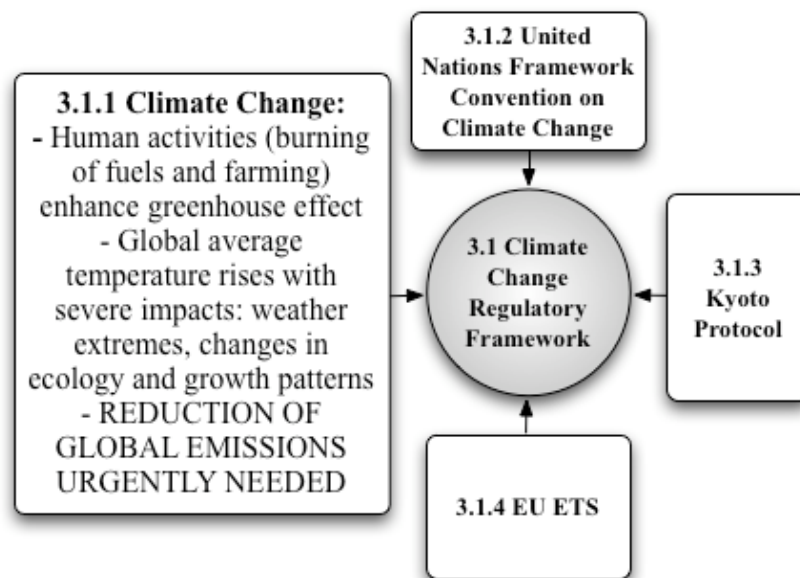 3.1.1 Climate Change:
- Human activities (burning
of fuels and farming)
enhance greenhouse effect
- Global average
temperature rises with
severe impacts: weather
extremes, changes in
ecology and growth patterns
- REDUCTION OF
GLOBAL EMISSIONS
URGENTLY NEEDED
3.1.2 United
Nations Framework
Convention on
Climate Change
3.1 Climate
Change
Regulatory
Framework
3.1.3
Kyoto
Protocol
3.1.4 EU ETS